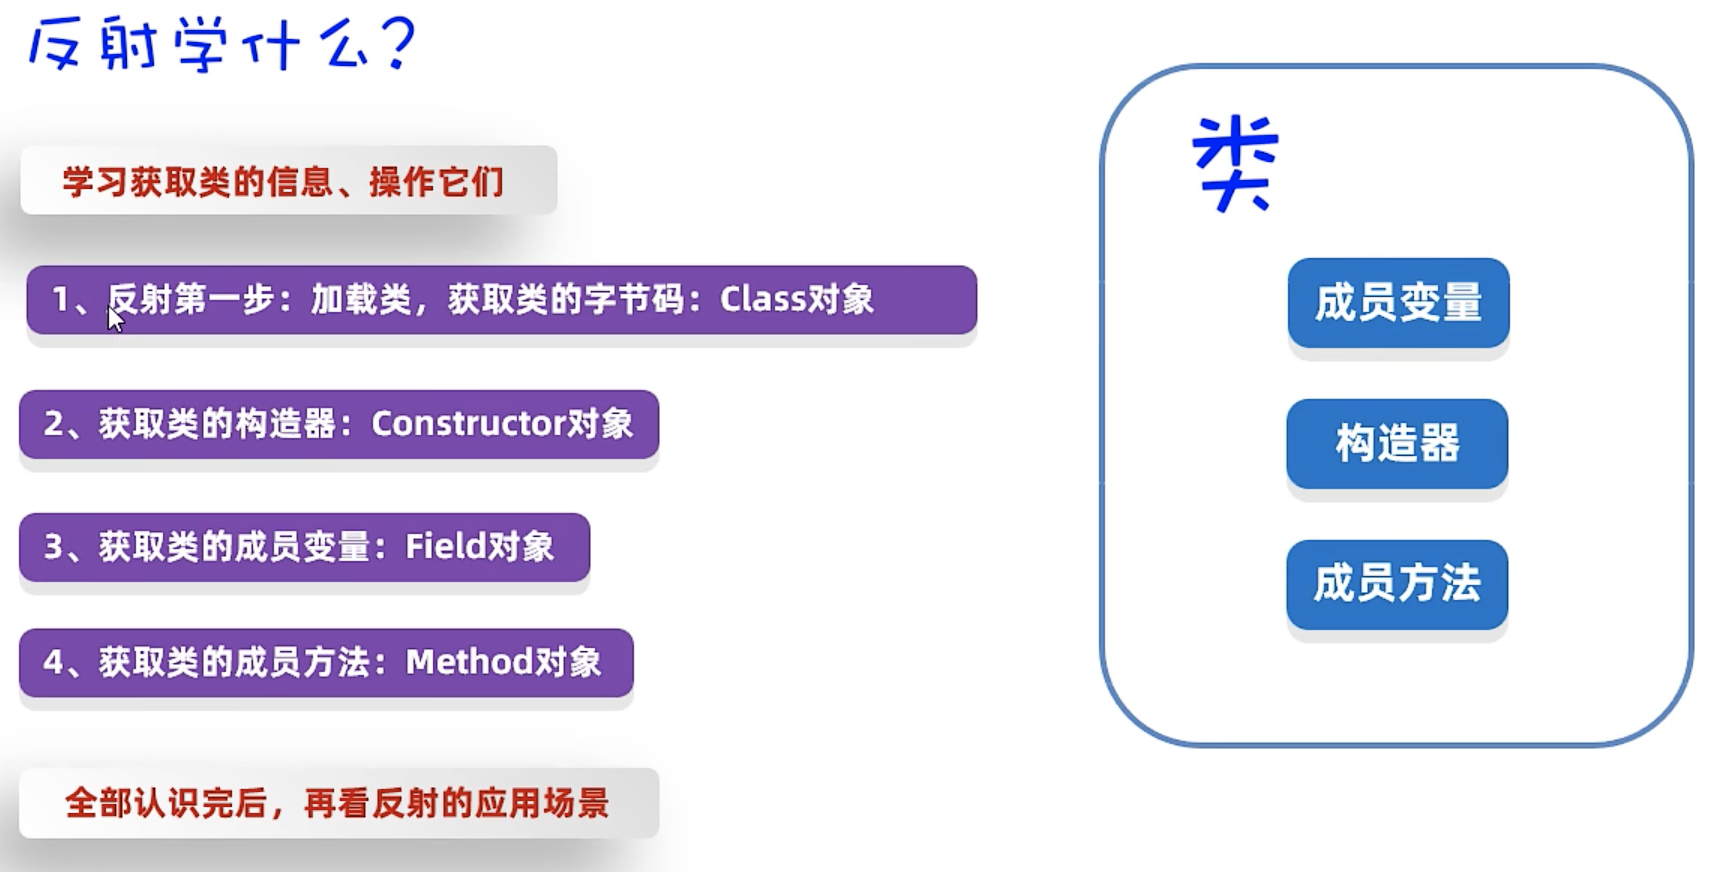 反射学什么?
学习获取类的信息、操作它们
1、反射第一步：加载类，获取类的字节码：Class对象
2、获取类的构造器：Constructor对象
3、获取类的成员变量：Field对象
4、获取类的成员方法：Method对象
全部认识完后，再看反射的应用场景
类
成员变量
构造器
成员方法